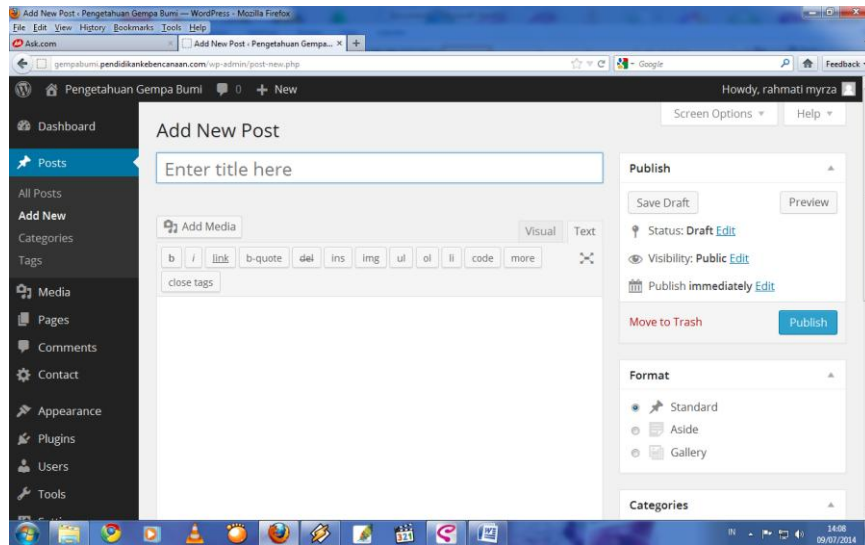 Add New Post ‹ Pengetahuan Gempa Bumi — WordPress - Mozilla Firefox
File Edit View History Bookmarks Tools Help
Ask.com
Add New Post ‹ Pengetahuan Gempa...
gempabumi.pendidikankebencanaan.com/wp-admin/post-new.php
Google
Feedback
Pengetahuan Gempa Bumi 0 + New
Howdy, rahmati myrza
Screen Options
Help
Dashboard
Posts
All Posts
Add New
Categories
Tags
Media
Pages
Comments
Contact
Appearance
Plugins
Users
Tools
Add New Post
Enter title here
Add Media
Visual Text
b i link b-quote del ins img ul ol li code more
close tags
Publish
Save Draft Preview
Status: Draft Edit
Visibility: Public Edit
Publish immediately Edit
Move to Trash Publish
Format
Standard
Aside
Gallery
Categories
IN
14:08
09/07/2014